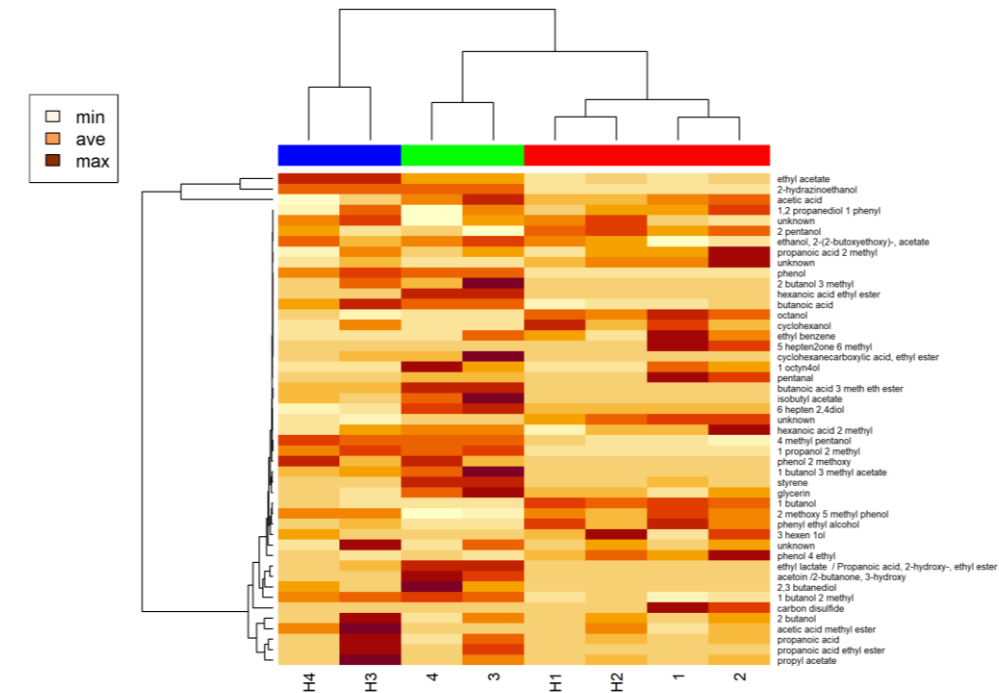 min
ave
max
ethyl acetate
2-hydrazinoethanol
acetic acid
1,2 propanediol 1 phenyl
unknown
2 pentanol
ethanol, 2-(2-butoxyethoxy)-, acetate
propanoic acid 2 methyl
unknown
phenol
2 butanol 3 methyl
hexanoic acid ethyl ester
butanoic acid
octanol
cyclohexanol
ethyl benzene
5 hepten2one 6 methyl
cyclohexanecarboxylic acid, ethyl ester
1 octyn4ol
pentanal
butanoic acid 3 meth eth ester
isobutyl acetate
6 hepten 2,4diol
unknown
hexanoic acid 2 methyl
4 methyl pentanol
1 propanol 2 methyl
phenol 2 methoxy
1 butanol 3 methyl acetate
styrene
glycerin
1 butanol
2 methoxy 5 methyl phenol
phenyl ethyl alcohol
3 hexen 1ol
unknown
phenol 4 ethyl
ethyl lactate / Propanoic acid, 2-hydroxy-, ethyl ester
acetoin /2-butanone, 3-hydroxy
2,3 butanediol
1 butanol 2 methyl
carbon disulfide
2 butanol
acetic acid methyl ester
propanoic acid
propanoic acid ethyl ester
propyl acetate
H4 H3 4 3 H1 H2 1 2